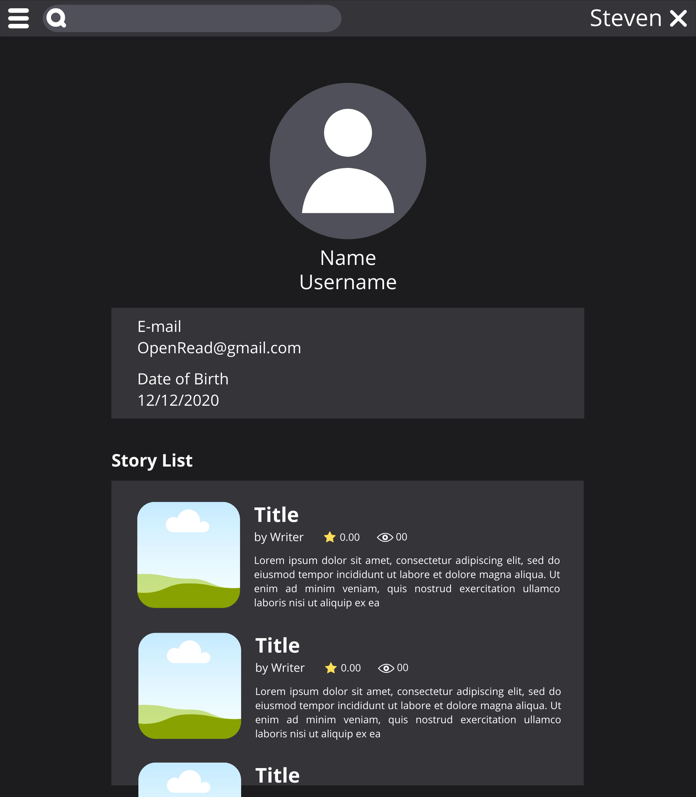 Steven
Name
Username
E-mail
OpenRead@gmail.com
Date of Birth
12/12/2020
Story List
Title
by Writer 0.00 00
Lorem ipsum dolor sit amet, consectetur adipiscing elit, sed do
eiusmod tempor incididunt ut labore et dolore magna aliqua. Ut
enim ad minim veniam, quis nostrud exercitation ullamco
laboris nisi ut aliquip ex ea
Title
by Writer 0.00 00
Lorem ipsum dolor sit amet, consectetur adipiscing elit, sed do
eiusmod tempor incididunt ut labore et dolore magna aliqua. Ut
enim ad minim veniam, quis nostrud exercitation ullamco
laboris nisi ut aliquip ex ea
Title